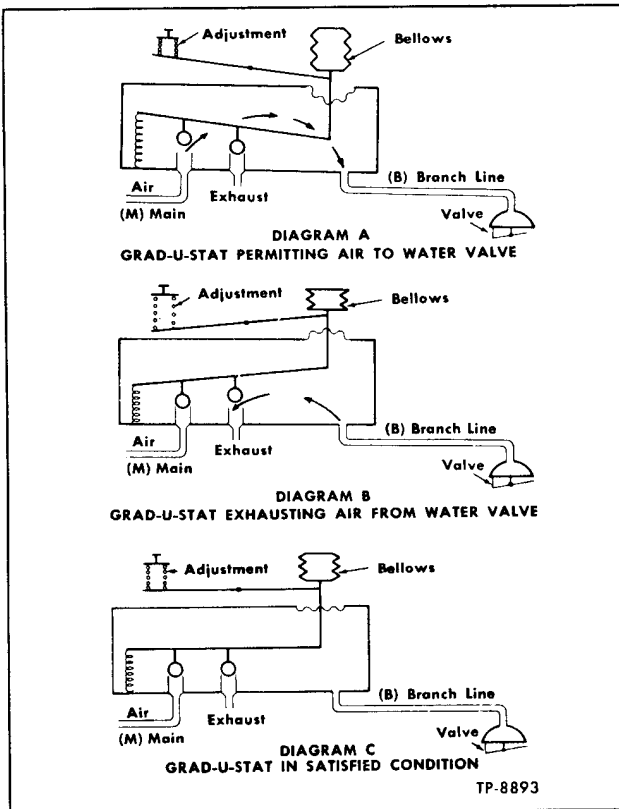 Adjustment
Bellows
Air
(M) Main
Exhaust
(B) Branch Line
Valve
DIAGRAM A
GRAD-U-STAT PERMITTING AIR TO WATER VALVE
Adjustment
Bellows
Air
(M) Main
Exhaust
(B) Branch Line
Valve
DIAGRAM B
GRAD-U-STAT EXHAUSTING AIR FROM WATER VALVE
Adjustment
Bellows
Air
(M) Main
Exhaust
(B) Branch Line
Valve
DIAGRAM C
GRAD-U-STAT IN SATISFIED CONDITION
TP-8893